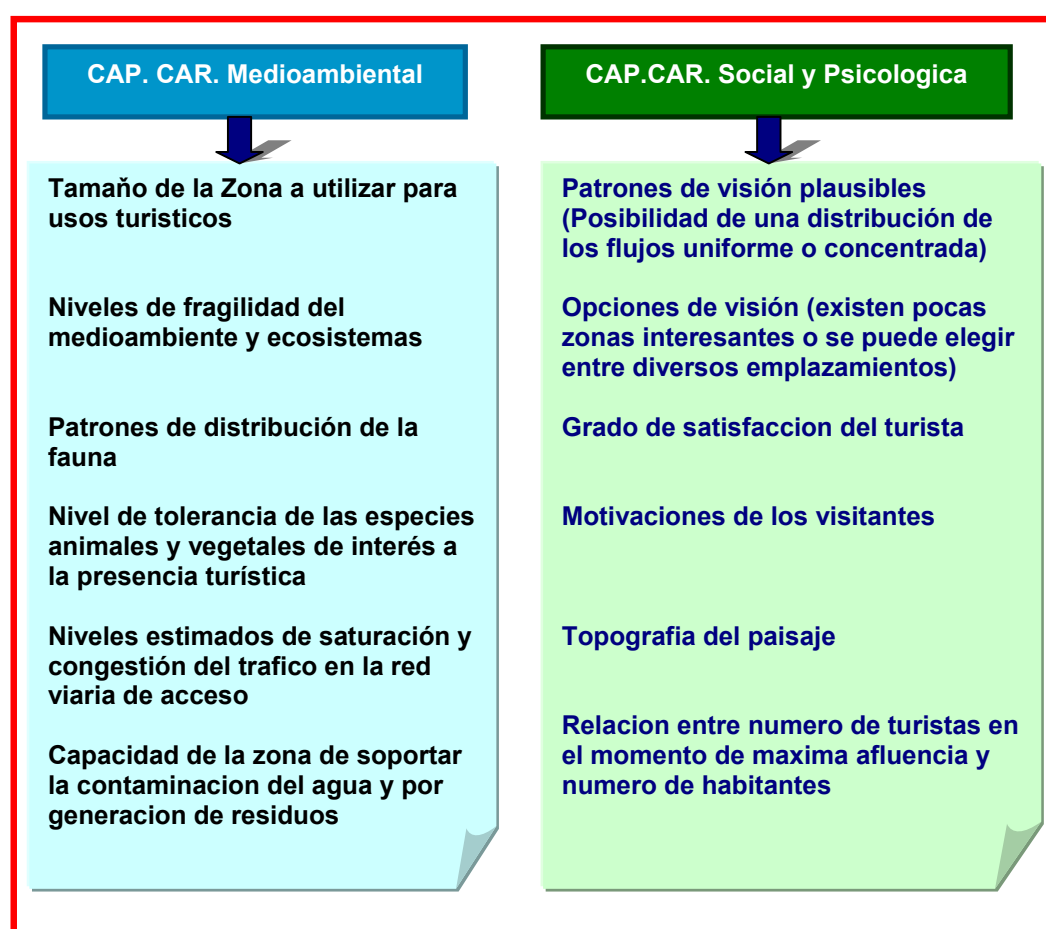 CAP. CAR. Medioambiental
Tamaňo de la Zona a utilizar para
usos turisticos
Niveles de fragilidad del
medioambiente y ecosistemas
Patrones de distribución de la
fauna
Nivel de tolerancia de las especies
animales y vegetales de interés a
la presencia turística
Niveles estimados de saturación y
congestión del trafico en la red
viaria de acceso
Capacidad de la zona de soportar
la contaminacion del agua y por
generacion de residuos
CAP.CAR. Social y Psicologica
Patrones de visión plausibles
(Posibilidad de una distribución de
los flujos uniforme o concentrada)
Opciones de visión (existen pocas
zonas interesantes o se puede elegir
entre diversos emplazamientos)
Grado de satisfaccion del turista
Motivaciones de los visitantes
Topografia del paisaje
Relacion entre numero de turistas en
el momento de maxima afluencia y
numero de habitantes